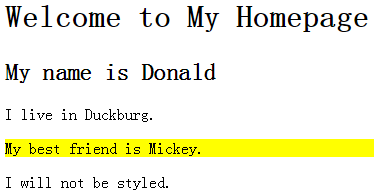 Welcome to My Homepage
My name is Donald
I live in Duckburg.
My best friend is Mickey.
I will not be styled.